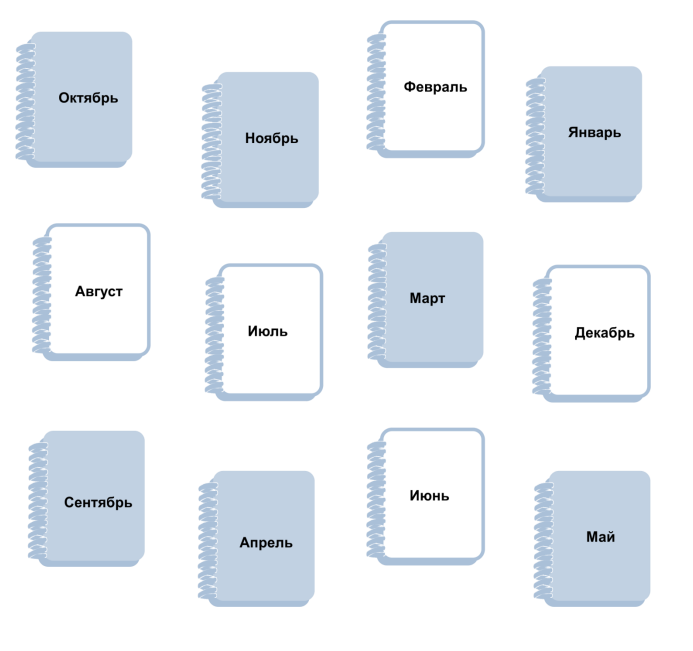 Октябрь
Ноябрь
Февраль
Январь
Август
Июль
Март
Декабрь
Сентябрь
Апрель
Июнь
Май